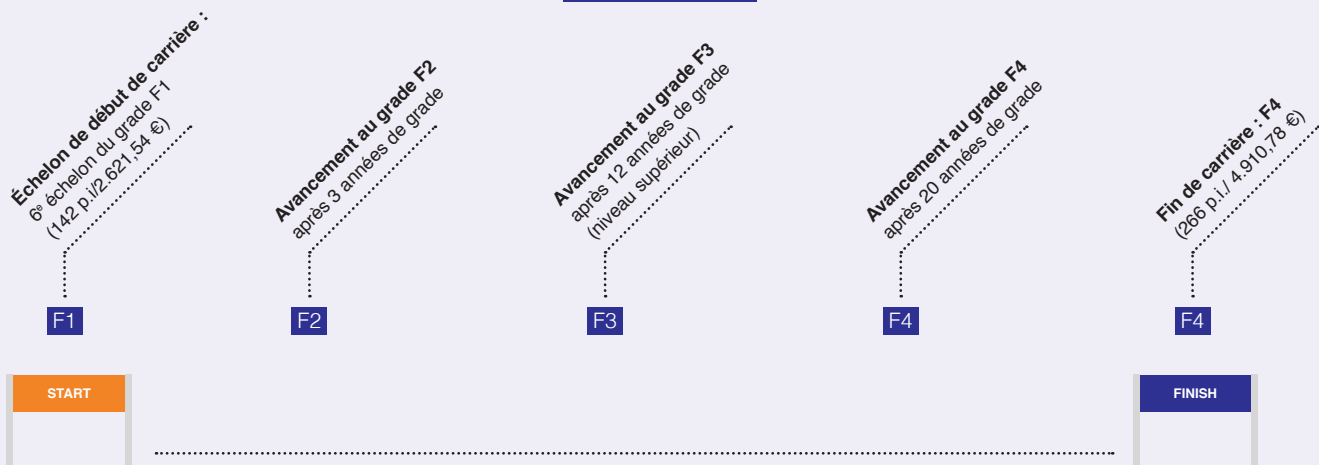 Échelon de début de carrière :
6e échelon du grade F1
(142 p.i/2.621,54 €)
Avancement au grade F2
après 3 années de grade
Avancement au grade F3
après 12 années de grade
(niveau supérieur)
Avancement au grade F4
après 20 années de grade
Fin de carrière : F4
(266 p.i./ 4.910,78 €)
F1
F2
F3
F4
F4
START
FINISH